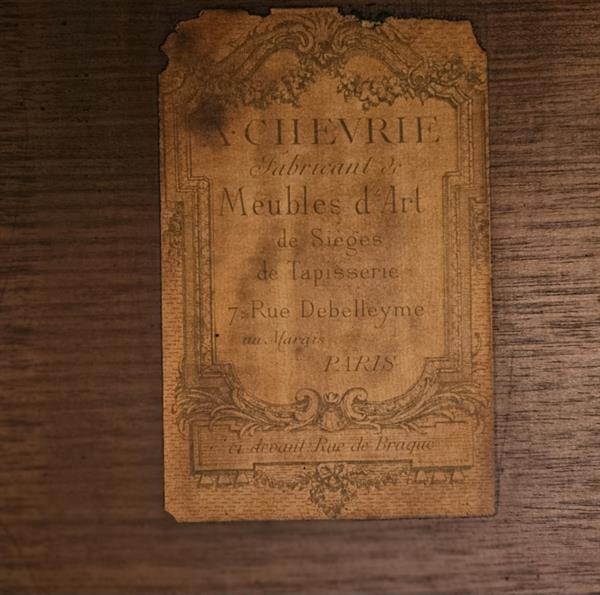 A. CHEVRIE
Fabricant de
Meubles d'Art
de Sièges
de Tapisserie
7, Rue Debelleyme
au Marais
PARIS
ci devant Rue de Braque